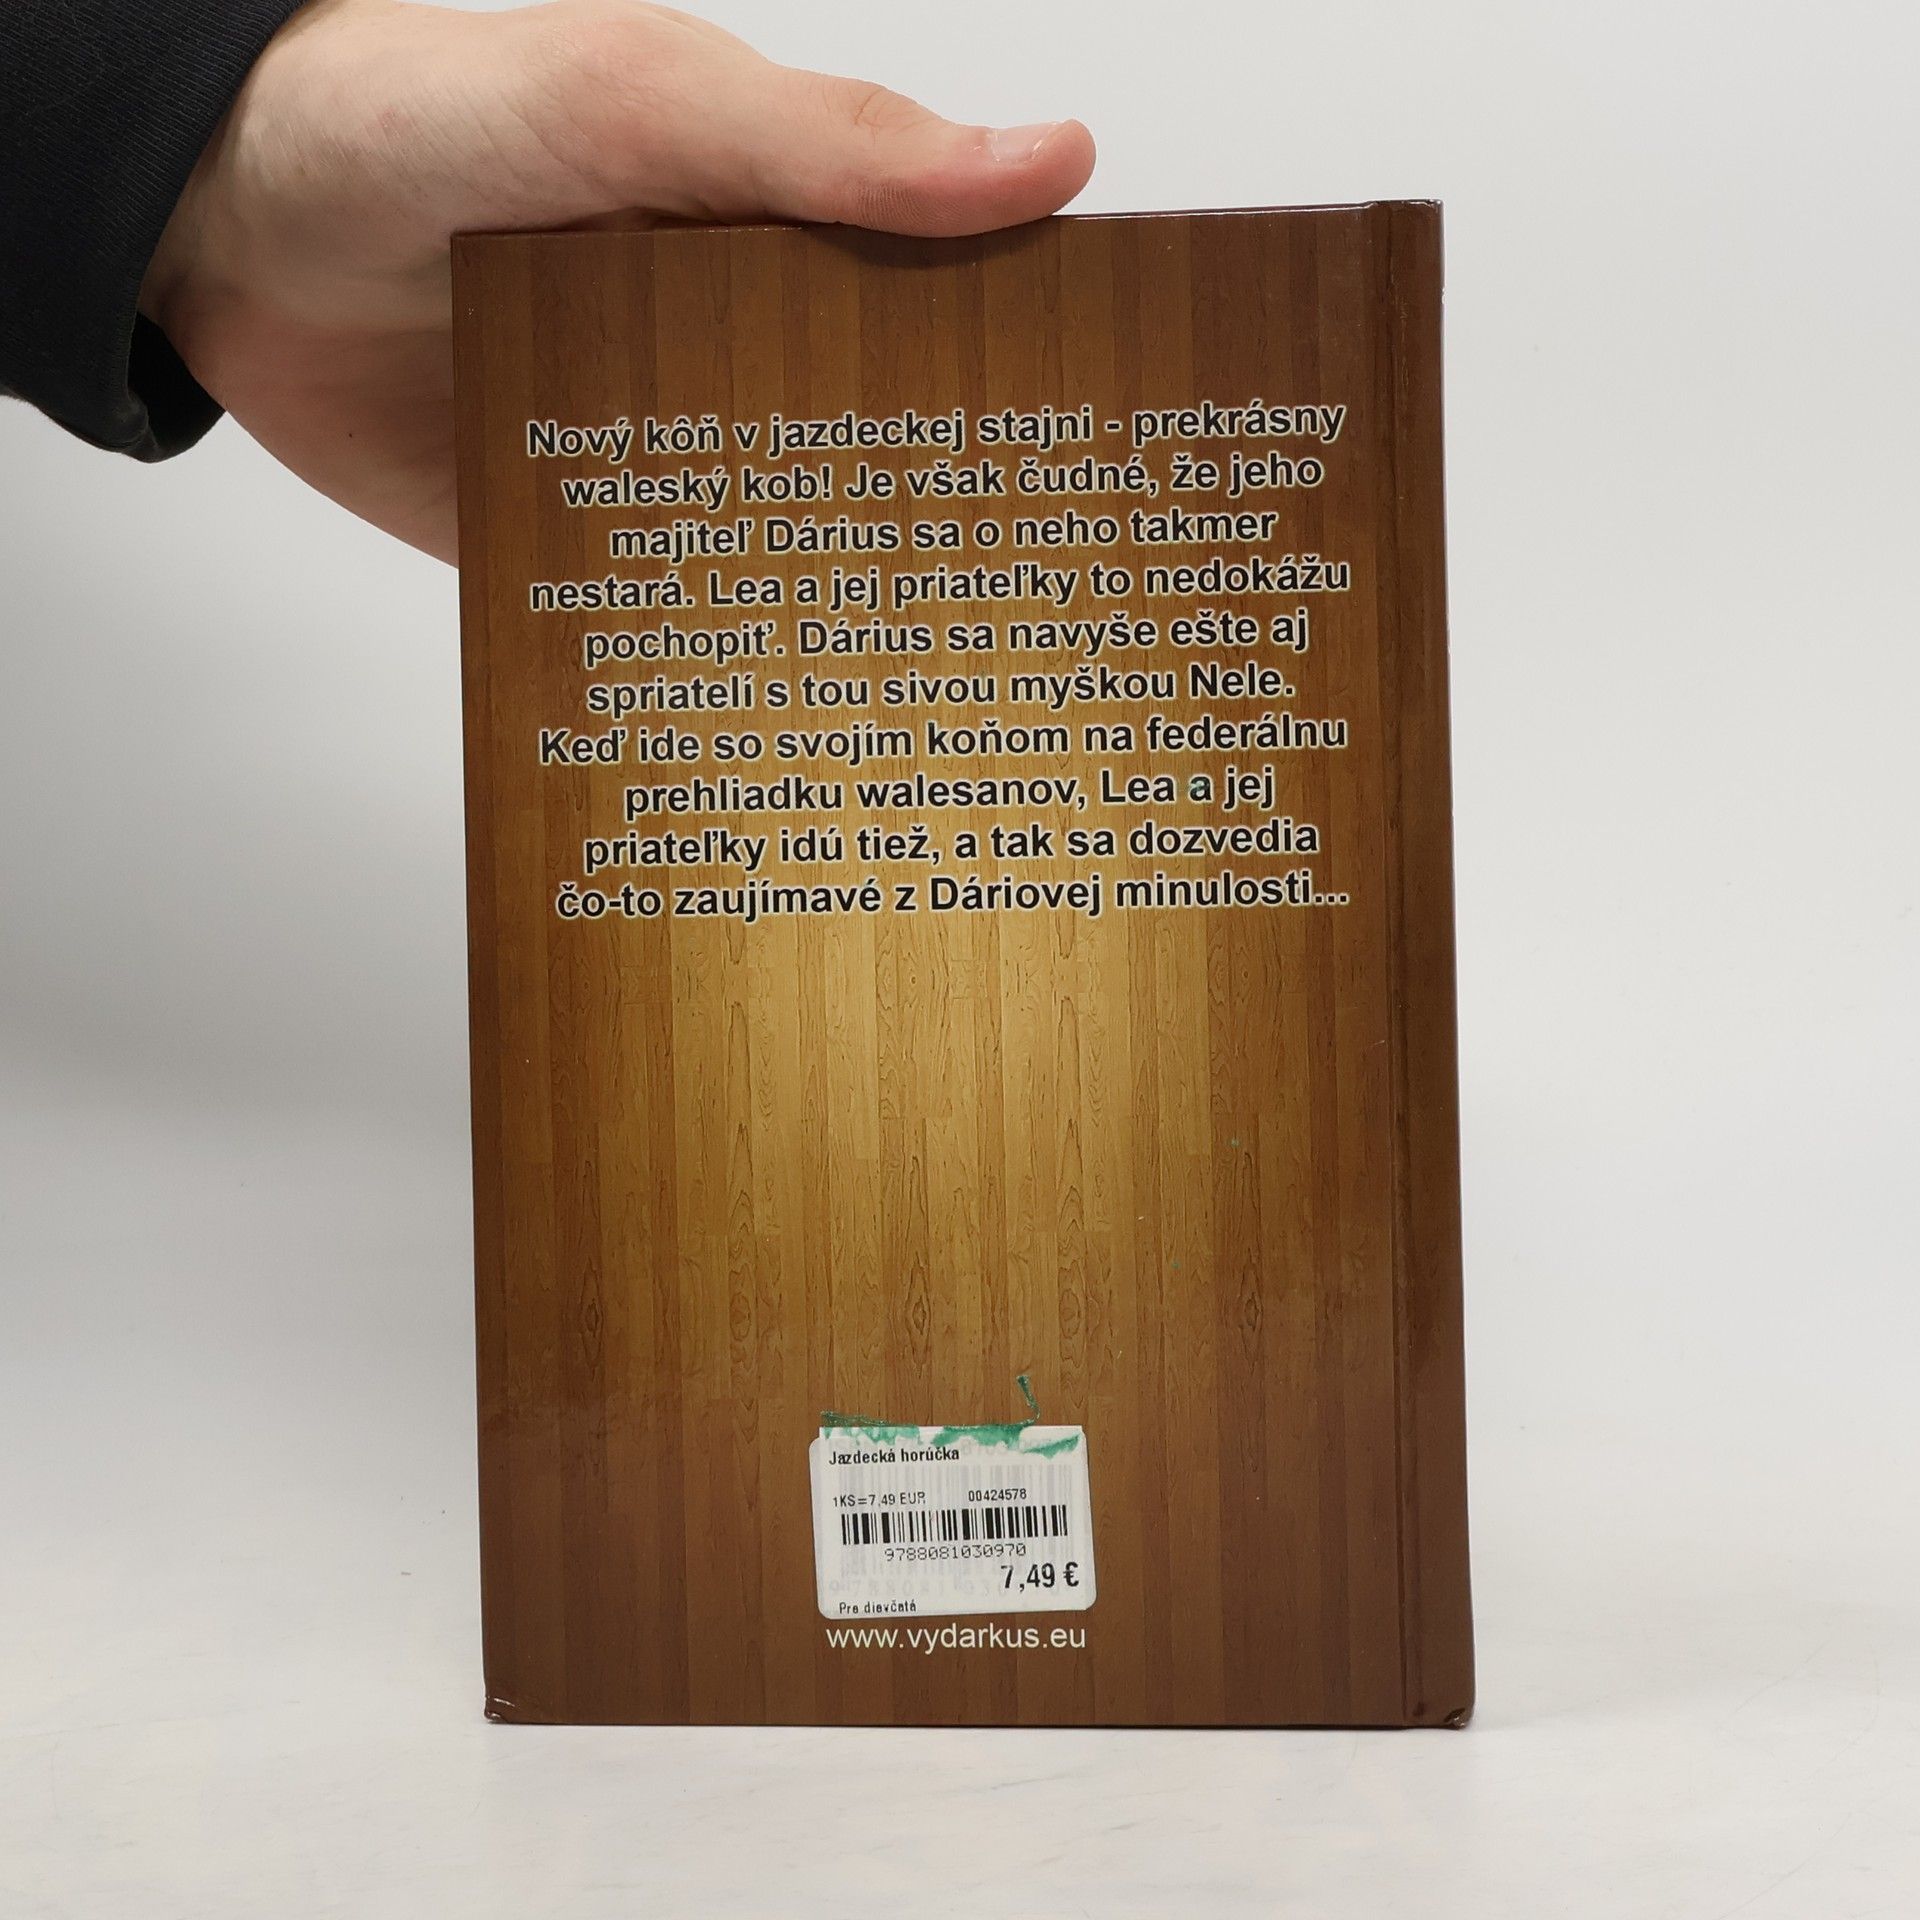 Nový kôň v jazdeckej stajni - prekrásny
waleský kob! Je však čudné, že jeho
majiteľ Dárius sa o neho takmer
nestará. Lea a jej priateľky to nedokážu
pochopiť. Dárius sa navyše ešte aj
spriatelí s tou sivou myškou Nele.
Keď ide so svojím koňom na federálnu
prehliadku walesanov, Lea a jej
priateľky idú tiež, a tak sa dozvedia
čo-to zaujímavé z Dáriovej minulosti...
Jazdecká horúčka
1KS=7,49 EUR 00424578
9788081030970
7,49 €
Pre dievčatá
www.vydarkus.eu